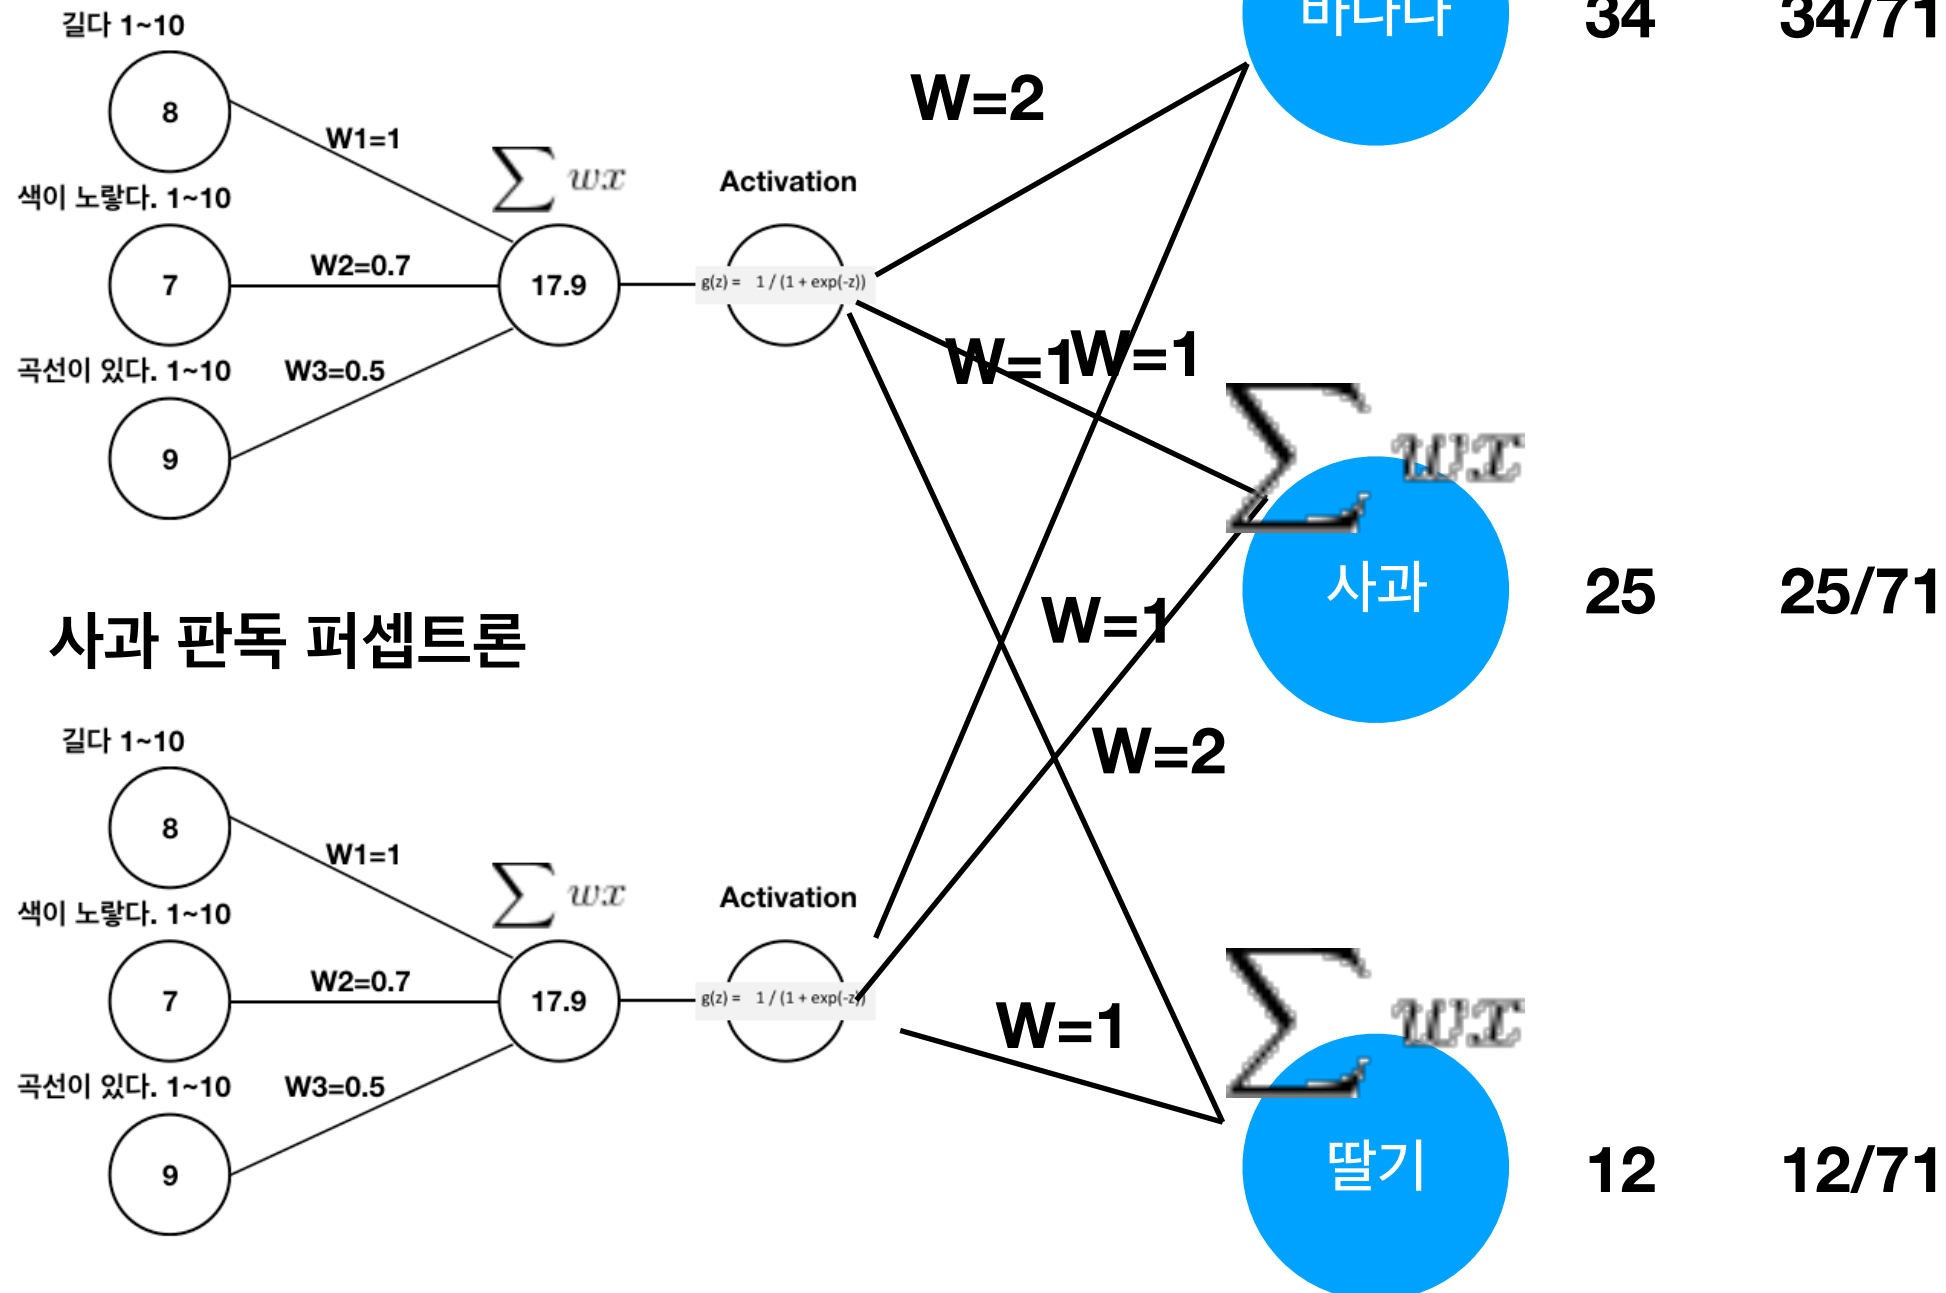 길다 1~10
8
W1=1
색이 노랗다. 1~10
7
W2=0.7
곡선이 있다. 1~10
W3=0.5
9
∑ wx
17.9
Activation
g(z) = 1 / (1 + exp(-z))
사과 판독 퍼셉트론
길다 1~10
8
W1=1
색이 노랗다. 1~10
7
W2=0.7
곡선이 있다. 1~10
W3=0.5
9
∑ wx
17.9
Activation
g(z) = 1 / (1 + exp(-z))
W=2
W=1
W=1
W=1
W=2
W=1
바나나
34
34/71
∑ wx
사과
25
25/71
∑ wx
딸기
12
12/71